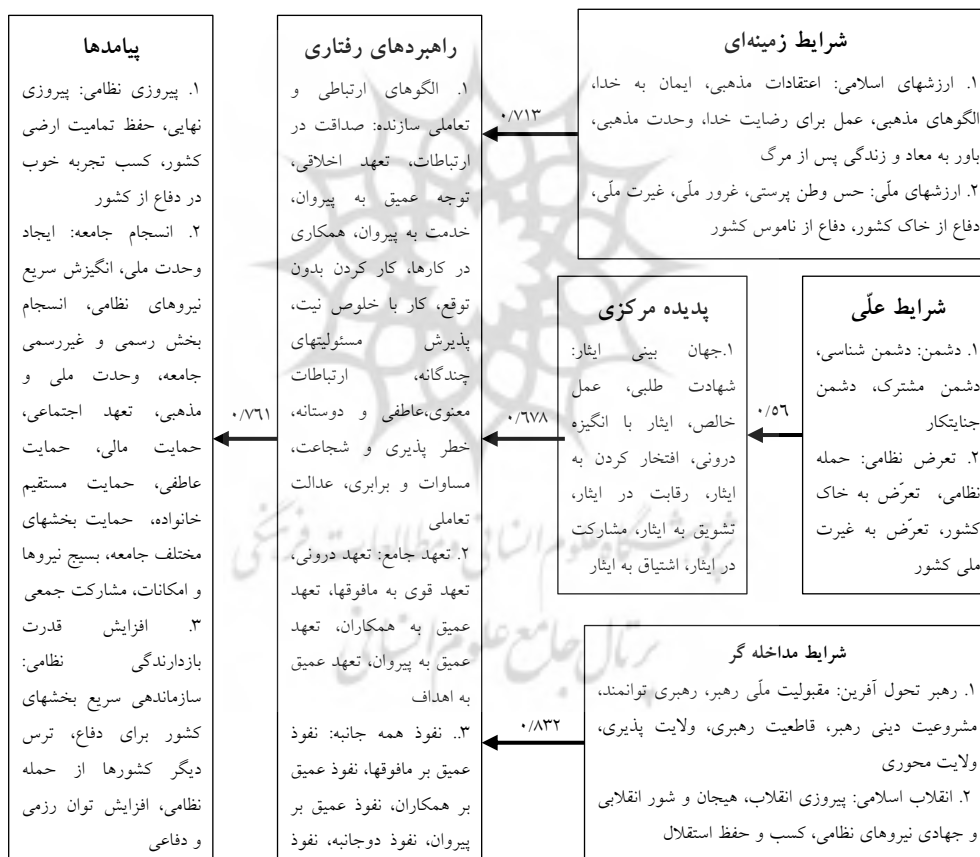 شرایط زمینه‌ای
۱. ارزشهای اسلامی: اعتقادات مذهبی، ایمان به خدا،
الگوهای مذهبی، عمل برای رضایت خدا، وحدت مذهبی،
باور به معاد و زندگی پس از مرگ
۲. ارزشهای ملّی: حس وطن پرستی، غرور ملّی، غیرت ملّی،
دفاع از خاک کشور، دفاع از ناموس کشور
۰/۷۱۳
شرایط علّی
۱. دشمن: دشمن شناسی،
دشمن مشترک، دشمن
جنایتکار
۲. تعرض نظامی: حمله
نظامی، تعرّض به خاک
کشور، تعرّض به غیرت
ملی کشور
۰/۵۶
پدیده مرکزی
۱.جهان بینی ایثار:
شهادت طلبی، عمل
خالص، ایثار با انگیزه
درونی، افتخار کردن به
ایثار، رقابت در ایثار،
تشویق به ایثار، مشارکت
در ایثار، اشتیاق به ایثار
۰/۶۷۸
شرایط مداخله گر
۱. رهبر تحول آفرین: مقبولیت ملّی رهبر، رهبری توانمند،
مشروعیت دینی رهبر، قاطعیت رهبری، ولایت پذیری،
ولایت محوری
۲. انقلاب اسلامی: پیروزی انقلاب، هیجان و شور انقلابی
و جهادی نیروهای نظامی، کسب و حفظ استقلال
۰/۸۳۲
راهبردهای رفتاری
۱. الگوهای ارتباطی و
تعاملی سازنده: صداقت در
ارتباطات، تعهد اخلاقی،
توجه عمیق به پیروان،
خدمت به پیروان، همکاری
در کارها، کار کردن بدون
توقع، کار با خلوص نیت،
پذیرش مسئولیتهای
چندگانه، ارتباطات
معنوی،عاطفی و دوستانه،
خطر پذیری و شجاعت،
مساوات و برابری، عدالت
تعاملی
۲. تعهد جامع: تعهد درونی،
تعهد قوی به مافوقها، تعهد
عمیق به همکاران، تعهد
عمیق به پیروان، تعهد عمیق
به اهداف
۳.. نفوذ همه جانبه: نفوذ
عمیق بر مافوقها، نفوذ عمیق
بر همکاران، نفوذ عمیق بر
پیروان، نفوذ دوجانبه، نفوذ
۰/۷۶۱
پیامدها
۱. پیروزی نظامی: پیروزی
نهایی، حفظ تمامیت ارضی
کشور، کسب تجربه خوب
در دفاع از کشور
۲. انسجام جامعه: ایجاد
وحدت ملی، انگیزش سریع
نیروهای نظامی، انسجام
بخش رسمی و غیررسمی
جامعه، وحدت ملی و
مذهبی، تعهد اجتماعی،
حمایت مالی، حمایت
عاطفی، حمایت مستقیم
خانواده، حمایت بخشهای
مختلف جامعه، بسیج نیروها
و امکانات، مشارکت جمعی
۳. افزایش قدرت
بازدارندگی نظامی:
سازماندهی سریع بخشهای
کشور برای دفاع، ترس
دیگر کشورها از حمله
نظامی، افزایش توان رزمی
و دفاعی
پژوهشگاه علوم انسانی و مطالعات فرهنگی
پرتال جامع علوم انسانی